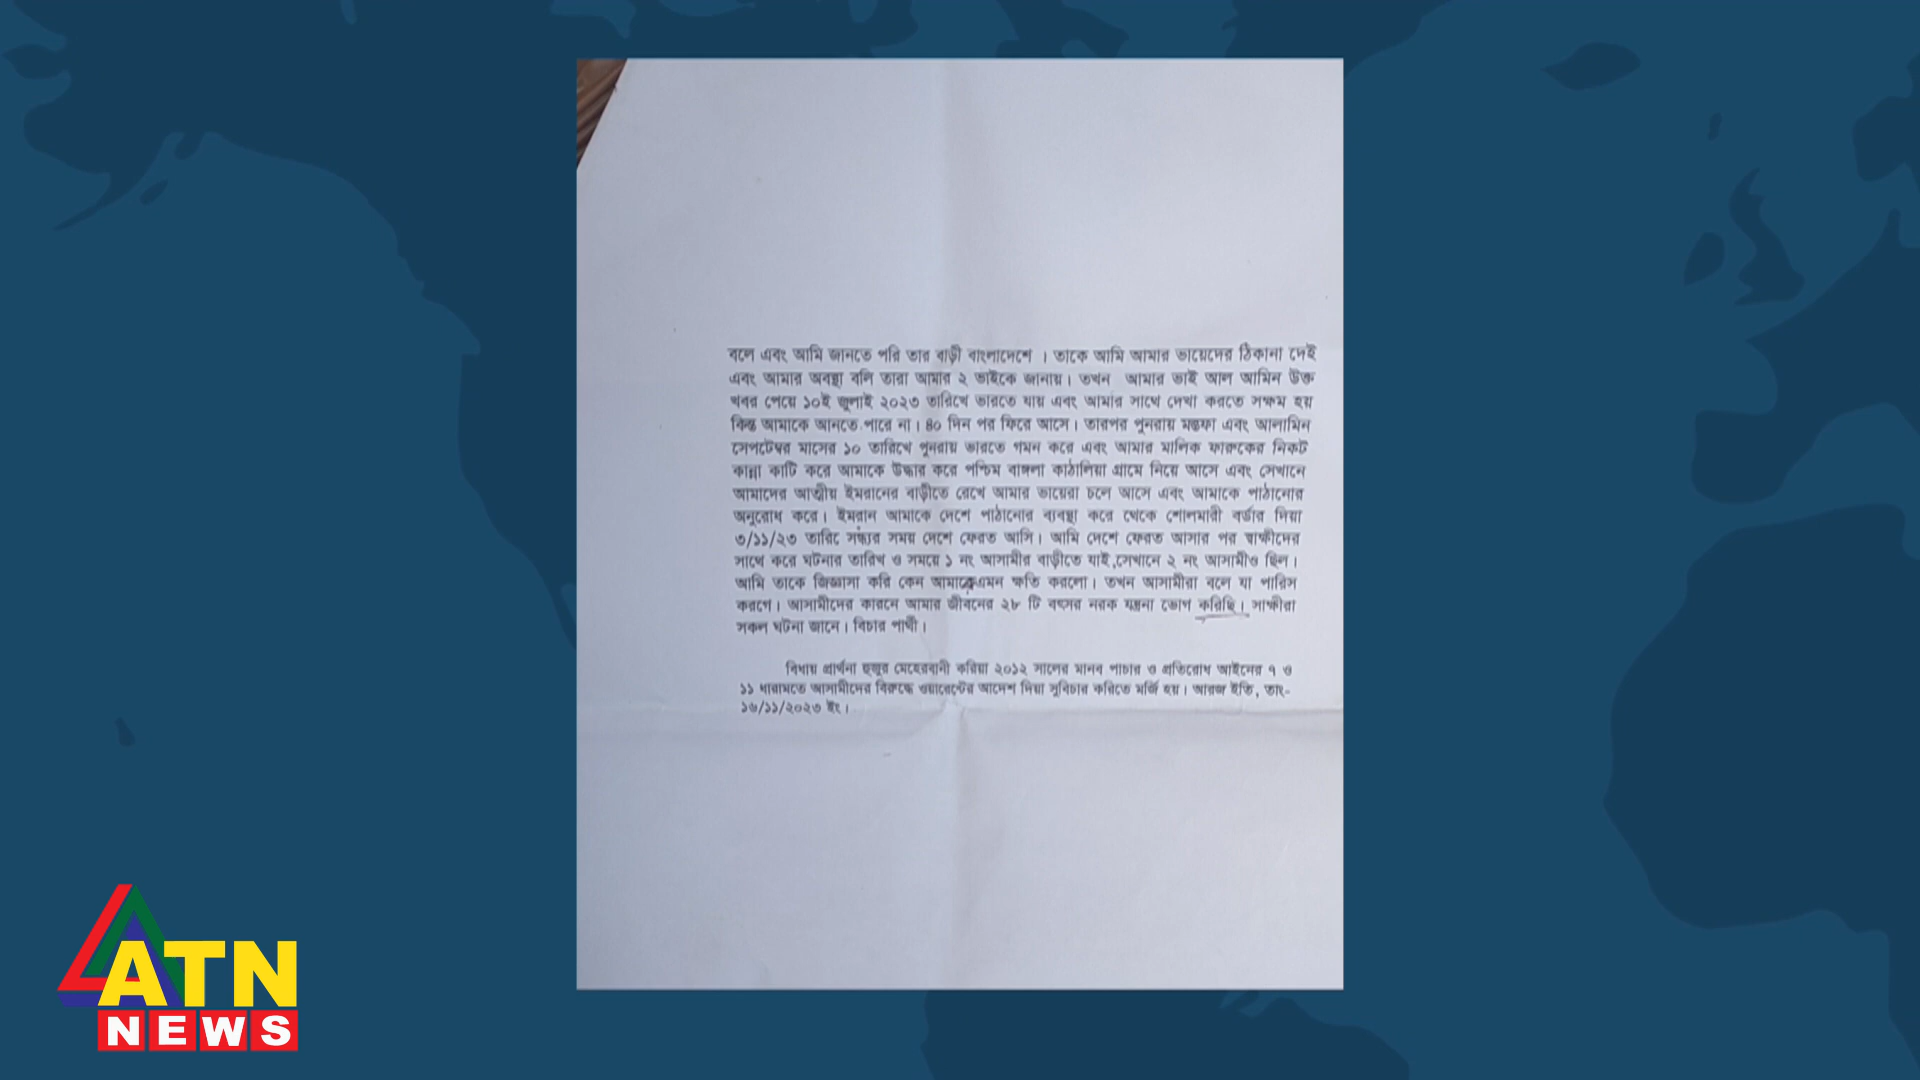 বলে এবং আমি জানতে পরি তার বাড়ী বাংলাদেশে । তাকে আমি আমার ভায়েদের ঠিকানা দেই
এবং আমার অবস্থা বলি তারা আমার ২ ভাইকে জানায়। তখন আমার ভাই আল আমিন উক্ত
খবর পেয়ে ১০ই জুলাই ২০২৩ তারিখে ভারতে যায় এবং আমার সাথে দেখা করতে সক্ষম হয়
কিন্তু আমাকে আনতে পারে না। ৪০ দিন পর ফিরে আসে। তারপর পুনরায় মস্তফা এবং আলামিন
সেপটেম্বর মাসের ১০ তারিখে পুনরায় ভারতে গমন করে এবং আমার মালিক ফারুকের নিকট
কান্না কাটি করে আমাকে উদ্ধার করে পশ্চিম বাঙ্গলা কাঠালিয়া গ্রামে নিয়ে আসে এবং সেখানে
আমাদের আত্মীয় ইমরানের বাড়ীতে রেখে আমার ভায়েরা চলে আসে এবং আমাকে পাঠানোর
অনুরোধ করে। ইমরান আমাকে দেশে পাঠানোর ব্যবস্থা করে থেকে শোলমারী বর্ডার দিয়া
৩/১১/২৩ তারিং সন্ধ্যর সময় দেশে ফেরত আসি। আমি দেশে ফেরত আসার পর স্বাক্ষীদের
সাথে করে ঘটনার তারিখ ও সময়ে ১ নং আসামীর বাড়ীতে যাই,সেখানে ২ নং আসামীও ছিল।
আমি তাকে জিজ্ঞাসা করি কেন আমাকে এমন ক্ষতি করলো। তখন আসামীরা বলে যা পারিস
করগে। আসামীদের কারনে আমার জীবনের ২৮ টি বৎসর নরক যন্ত্রনা ভোগ করিছি। সাক্ষীরা
সকল ঘটনা জানে। বিচার পার্থী।
বিধায় প্রার্থনা হুজুর মেহেরবানী করিয়া ২০১২ সালের মানব পাচার ও প্রতিরোধ আইনের ৭ ও
১১ ধারামতে আসামীদের বিরুদ্ধে ওয়ারেন্টের আদেশ দিয়া সুবিচার করিতে মর্জি হয়। আরজ ইতি, তাং-
১৬/১১/২০২৩ ইং।
ATN
NEWS